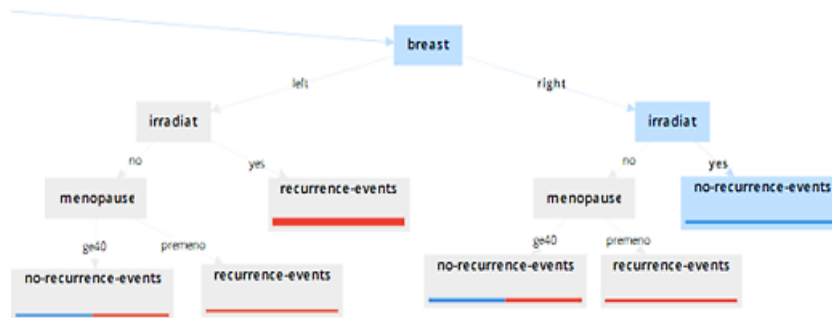 breast
left
right
irradiat
irradiat
no
yes
no
yes
menopause
recurrence-events
menopause
no-recurrence-events
ge40
premeno
ge40
premeno
no-recurrence-events
recurrence-events
no-recurrence-events
recurrence-events